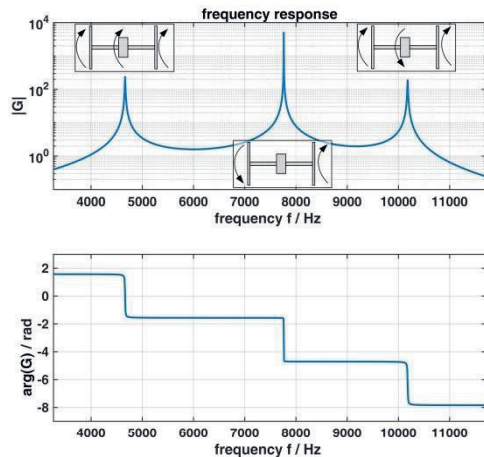 frequency response
10^4
10^2
10^0
|G|
4000 5000 6000 7000 8000 9000 10000 11000
frequency f / Hz
2
0
-2
-4
-6
-8
arg(G) / rad
4000 5000 6000 7000 8000 9000 10000 11000
frequency f / Hz